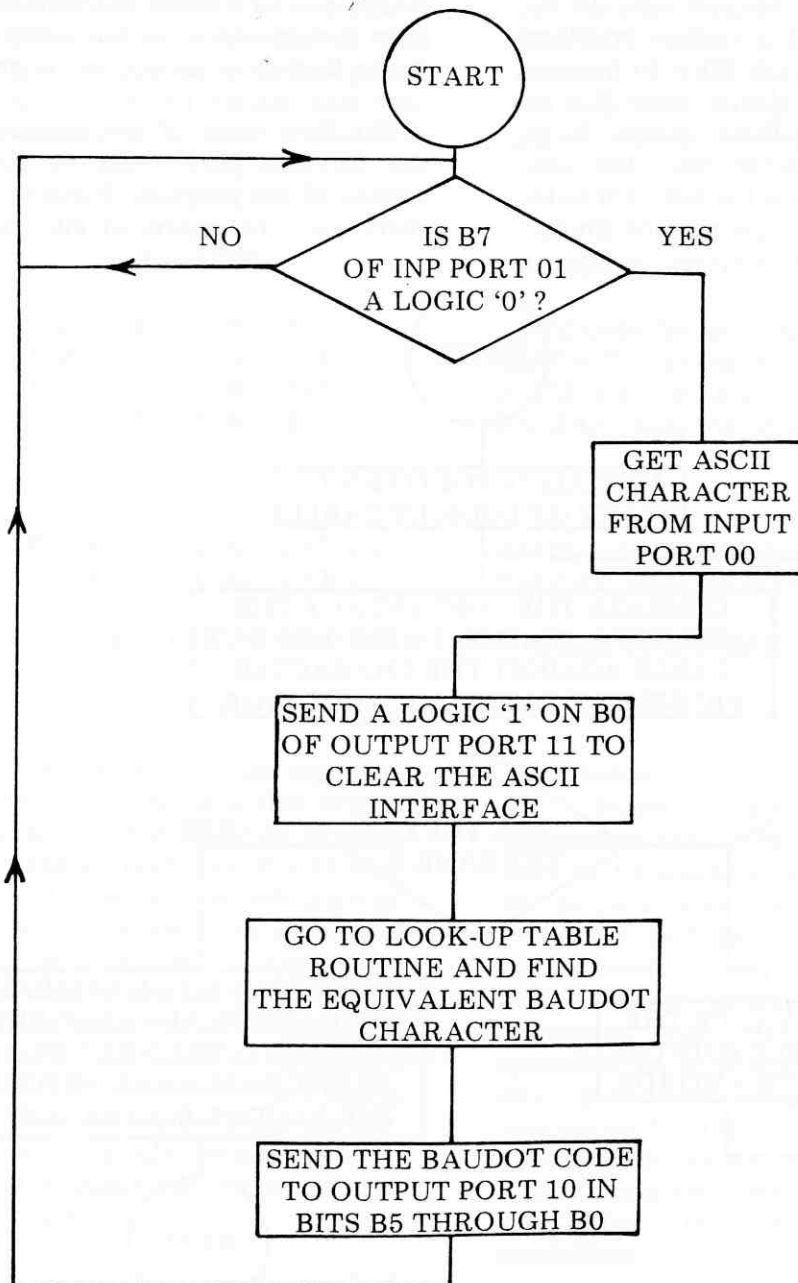 START
NO
IS B7
YES
OF INP PORT 01
A LOGIC ‘0’ ?
GET ASCII
CHARACTER
FROM INPUT
PORT 00
SEND A LOGIC ‘1’ ON B0
OF OUTPUT PORT 11 TO
CLEAR THE ASCII
INTERFACE
GO TO LOOK-UP TABLE
ROUTINE AND FIND
THE EQUIVALENT BAUDOT
CHARACTER
SEND THE BAUDOT CODE
TO OUTPUT PORT 10 IN
BITS B5 THROUGH B0